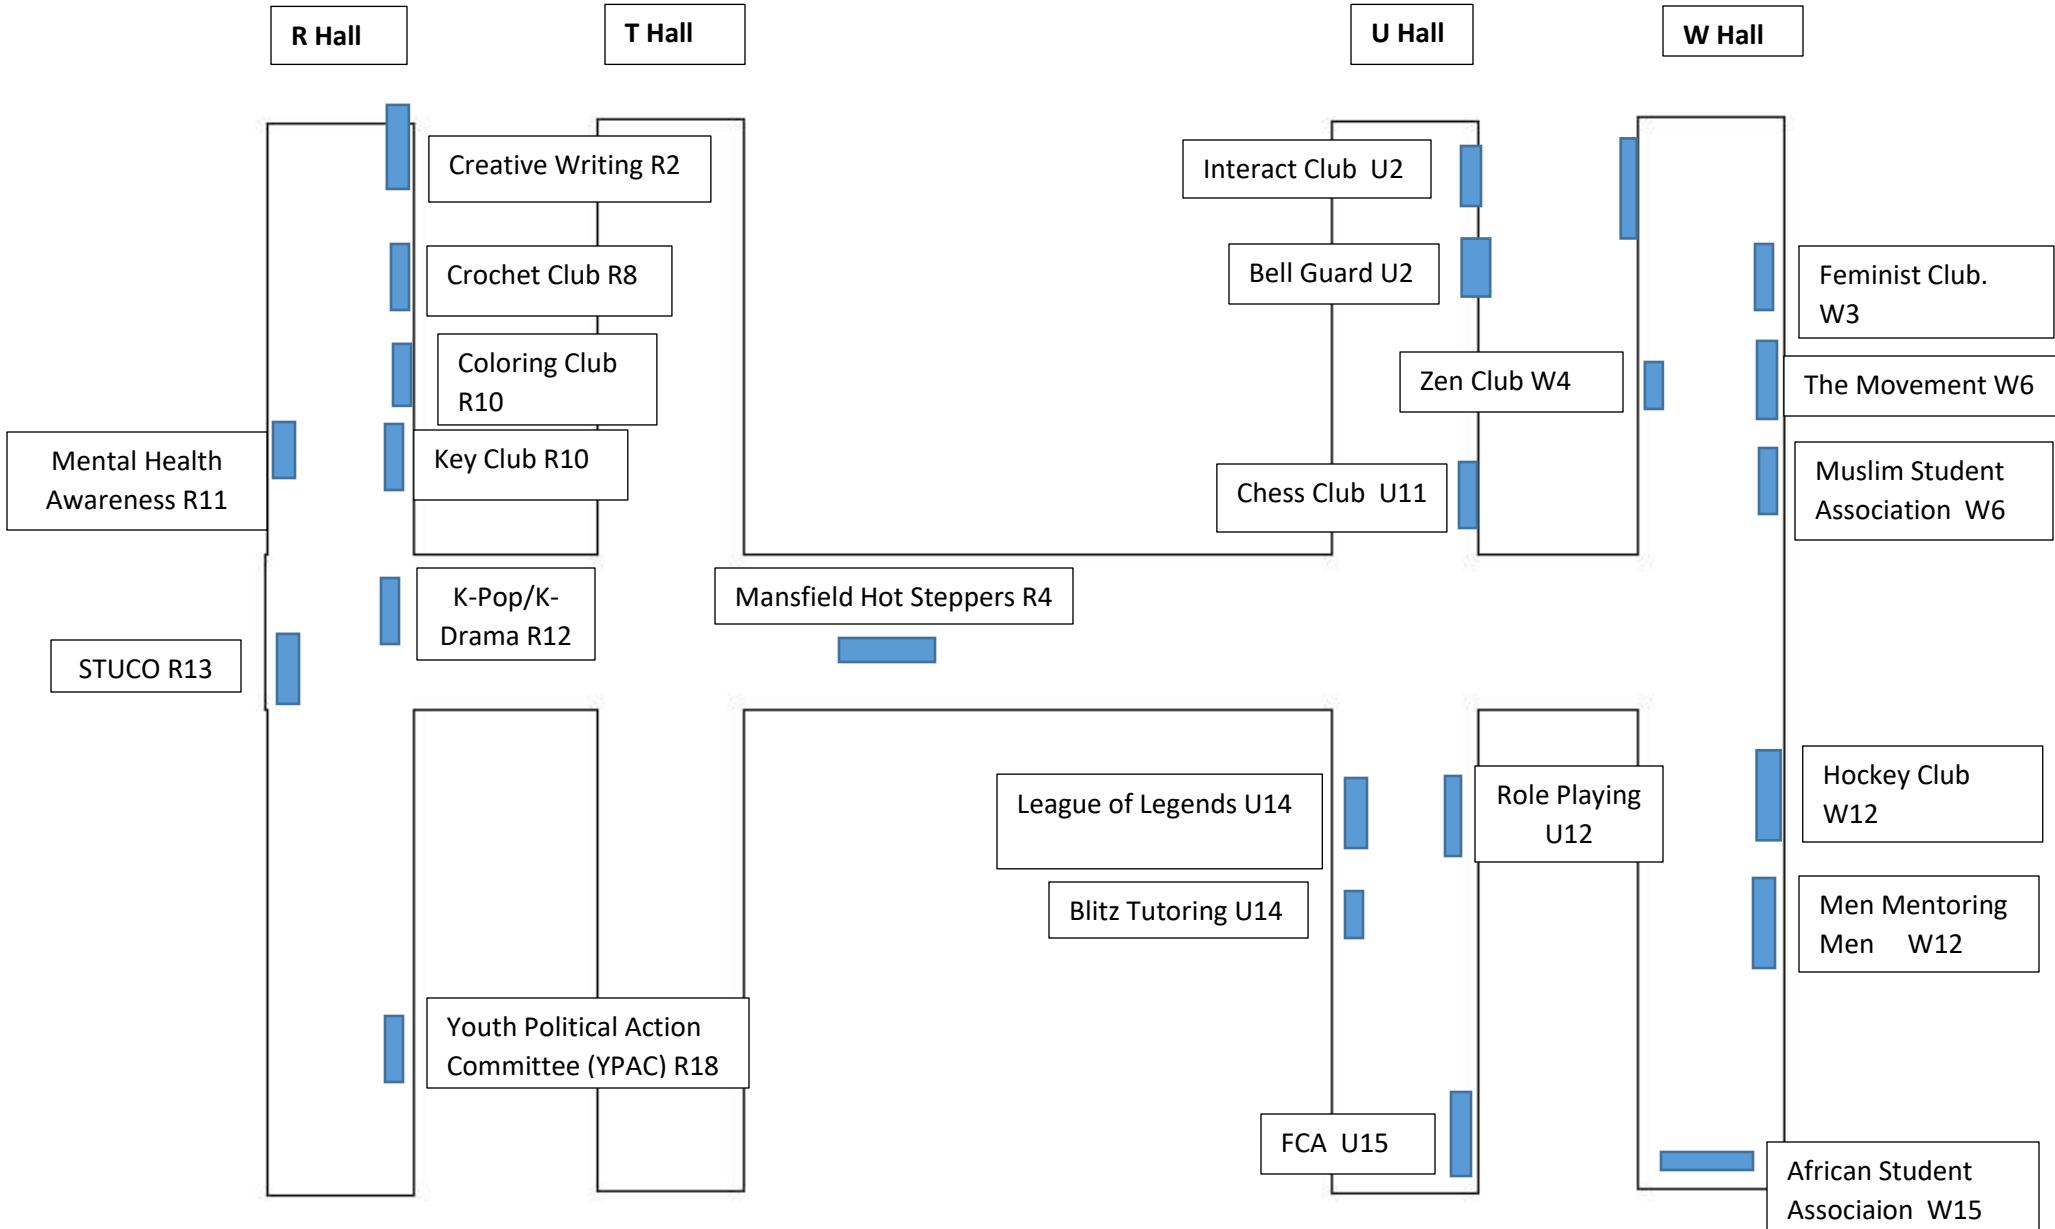 R Hall
T Hall
U Hall
W Hall
Creative Writing R2
Interact Club  U2
Crochet Club R8
Bell Guard U2
Feminist Club.
W3
Coloring Club
R10
Zen Club W4
The Movement W6
Mental Health
Awareness R11
Key Club R10
Chess Club  U11
Muslim Student
Association  W6
K-Pop/K-
Drama R12
Mansfield Hot Steppers R4
STUCO R13
League of Legends U14
Role Playing
U12
Hockey Club
W12
Blitz Tutoring U14
Men Mentoring
Men    W12
Youth Political Action
Committee (YPAC) R18
FCA  U15
African Student
Associaion  W15